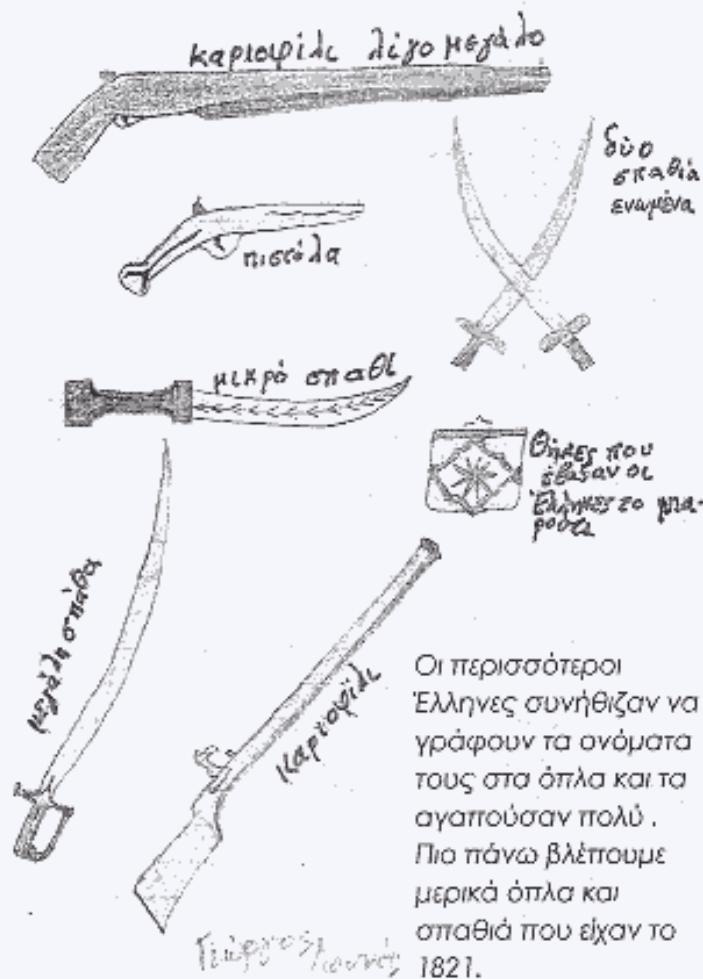 καριοφίλι λίγο μεγάλο
δύο
σπαθιά
ενωμένα
πιστόλα
μικρό σπαθί
Θήκες που
έβαζαν οι
Έλληνες το μπα-
ρούτι
μεγάλη σπάθα
καριοφίλι
Οι περισσότεροι
Έλληνες συνήθιζαν να
γράφουν τα ονόματα
τους στα όπλα και τα
αγαπούσαν πολύ .
Πιο πάνω βλέπουμε
μερικά όπλα και
σπαθιά που είχαν το
1821.
Γιώργος